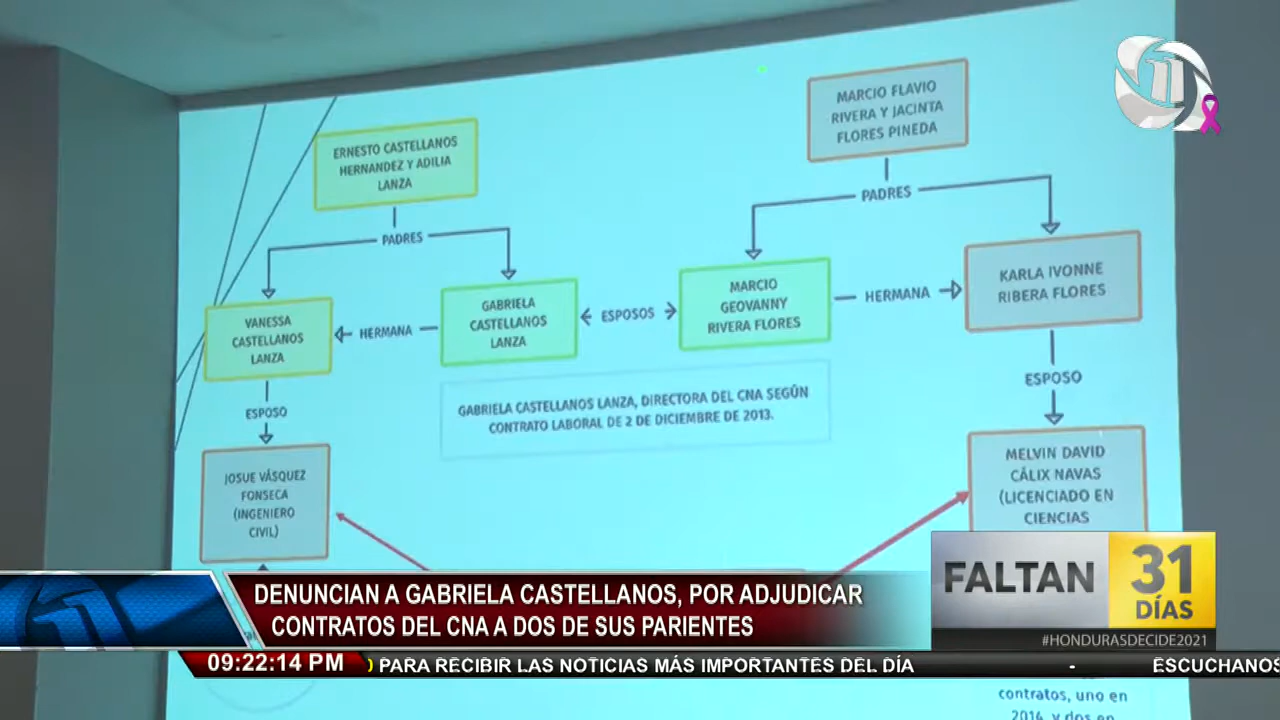 ERNESTO CASTELLANOS
HERNANDEZ Y ADILIA
LANZA
MARCIO FLAVIO
RIVERA Y JACINTA
FLORES PINEDA
PADRES
PADRES
VANESSA
CASTELLANOS
LANZA
HERMANA
GABRIELA
CASTELLANOS
LANZA
ESPOSOS
MARCIO
GEOVANNY
RIVERA FLORES
HERMANA
KARLA IVONNE
RIBERA FLORES
GABRIELA CASTELLANOS LANZA, DIRECTORA DEL CNA SEGÚN
CONTRATO LABORAL DE 2 DE DICIEMBRE DE 2013.
ESPOSO
ESPOSO
JOSUE VÁSQUEZ
FONSECA
(INGENIERO
CIVIL)
MELVIN DAVID
CÁLIX NAVAS
(LICENCIADO EN
CIENCIAS
FALTAN 31
DÍAS
#HONDURASDECIDE2021
DENUNCIAN A GABRIELA CASTELLANOS, POR ADJUDICAR
CONTRATOS DEL CNA A DOS DE SUS PARIENTES
09:22:14 PM
PARA RECIBIR LAS NOTICIAS MÁS IMPORTANTES DEL DÍA - ESCUCHANOS
contratos, uno en
2014, y dos en